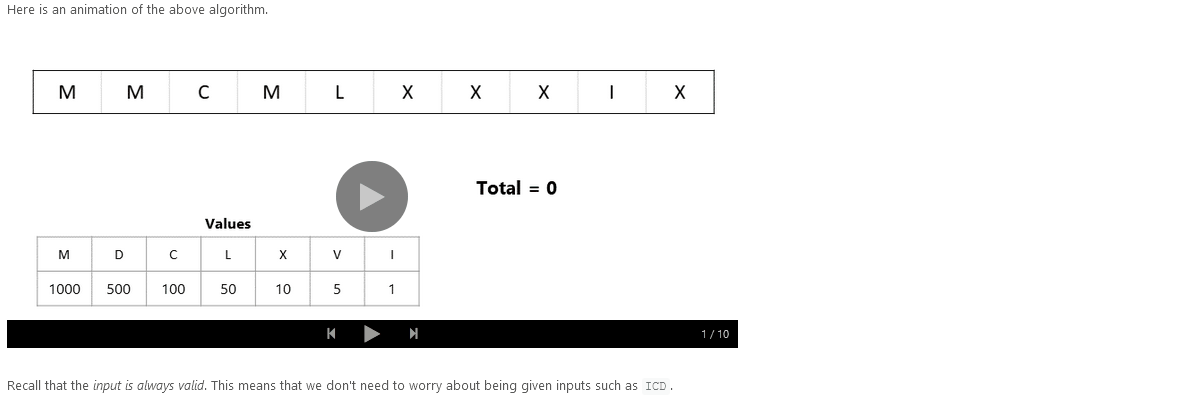 Here is an animation of the above algorithm.
M M C M L X X X I X
Total = 0
Values
M D C L X V I
1000 500 100 50 10 5 1
1 / 10
Recall that the input is always valid. This means that we don't need to worry about being given inputs such as ICD.